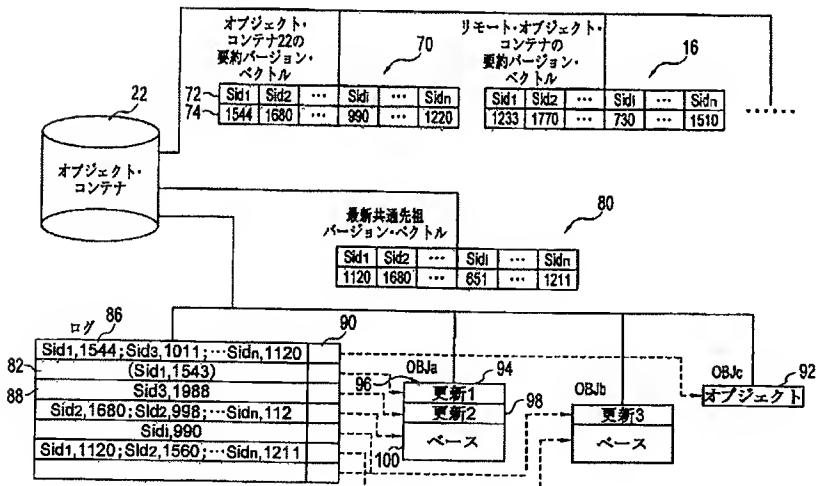 オブジェクト・
コンテナ22の
要約バージョン・
ベクトル
70
リモート・オブジェクト・
コンテナの
要約バージョン・
ベクトル
16
72
Sid1 Sid2 ... Sidi ... Sidn
74
1544 1680 ... 990 ... 1220
Sid1 Sid2 ... Sidi ... Sidn
1233 1770 ... 730 ... 1510
......
22
オブジェクト・
コンテナ
最新共通先祖
バージョン・ベクトル
80
Sid1 Sid2 ... Sidi ... Sidn
1120 1680 ... 651 ... 1211
ログ
86
90
Sid1,1544;Sid3,1011;…Sidn,1120
82
(Sid1,1543)
88
Sid3,1988
Sid2,1680;Sid2,998;…Sidn,112
Sidi,990
Sid1,1120;Sid2,1560;…Sidn,1211
OBJa
94
96
更新1
更新2
98
ベース
100
OBJb
更新3
ベース
OBJc
92
オブジェクト